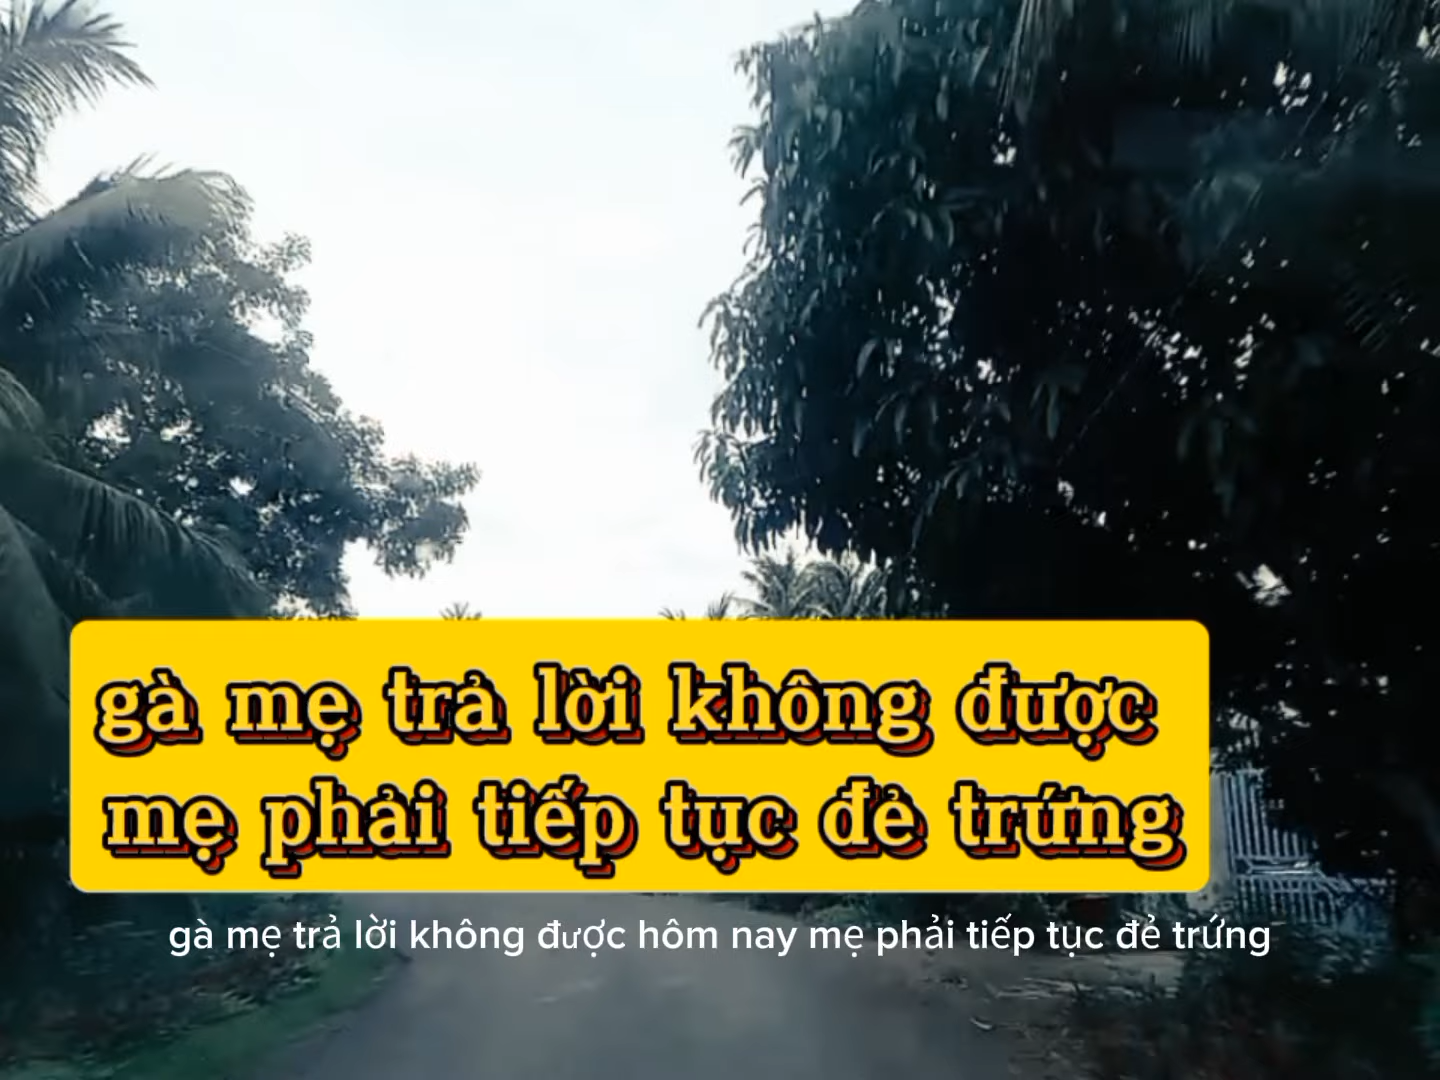 gà mẹ trả lời không được
mẹ phải tiếp tục đẻ trứng
gà mẹ trả lời không được hôm nay mẹ phải tiếp tục đẻ trứng